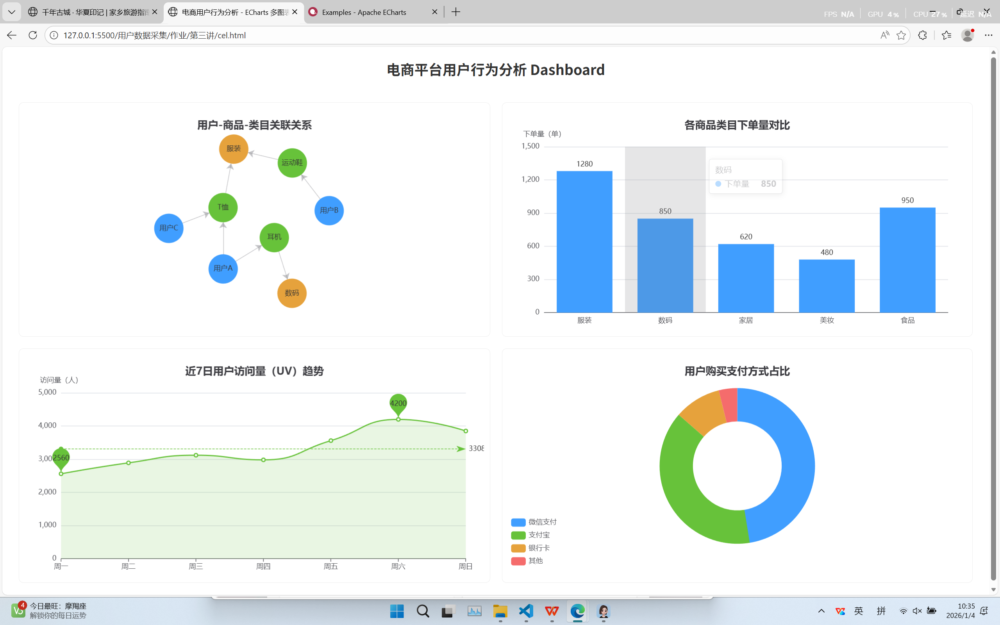 千年古城 · 华夏印记 | 家乡旅游指南
电商用户行为分析 - ECharts 多图表
Examples - Apache ECharts
FPS N/A GPU 4% CPU 27% 延迟 N/A
127.0.0.1:5500/用户数据采集/作业/第三讲/cel.html
电商平台用户行为分析 Dashboard
用户-商品-类目关联关系
服装
运动鞋
T恤
用户B
用户C
耳机
用户A
数码
各商品类目下单量对比
下单量（单）
1,500
1280
数码
下单量 850
1,200
950
900
850
620
600
480
300
0
服装 数码 家居 美妆 食品
近7日用户访问量（UV）趋势
访问量（人）
5,000
4200
4,000
3308
3,000
2560
2,000
1,000
0
周一 周二 周三 周四 周五 周六 周日
用户购买支付方式占比
微信支付
支付宝
银行卡
其他
4
今日最旺：摩羯座
解锁你的每日运势
英 拼
10:35
2026/1/4